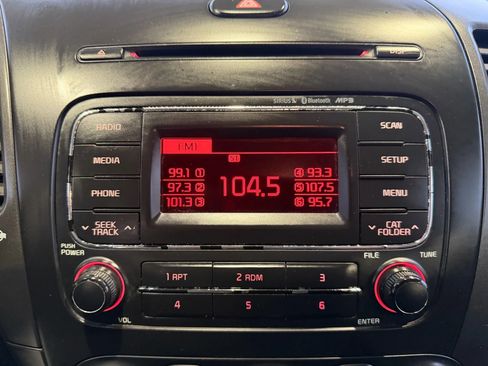 DISP
SIRIUS Bluetooth MP3
RADIO
SCAN
MEDIA
SETUP
PHONE
MENU
SEEK
TRACK
CAT
FOLDER
FM1
ST
99.1 1
97.3 2
101.3 3
104.5
4 93.3
5 107.5
6 95.7
PUSH
POWER
VOL
1 RPT
2 RDM
3
4
5
6
FILE
TUNE
ENTER